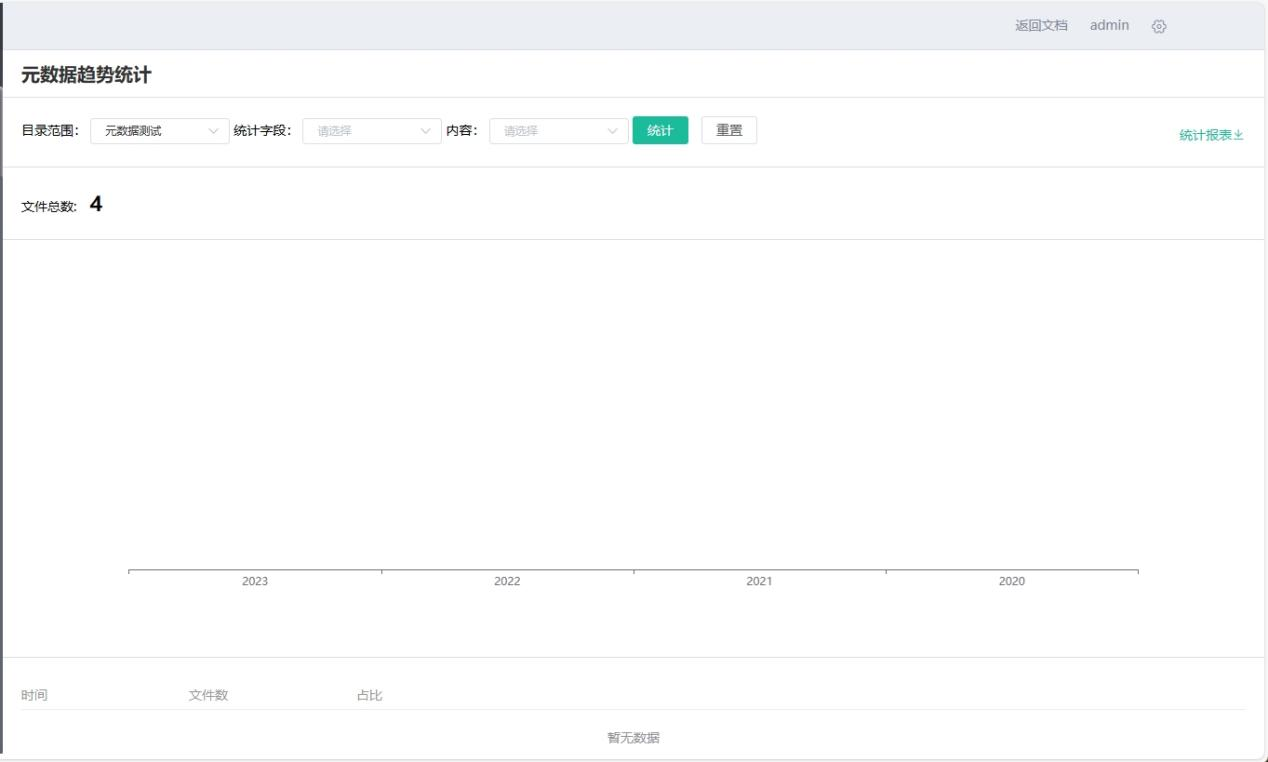 返回文档 admin
元数据趋势统计
目录范围： 元数据测试 统计字段： 请选择 内容： 请选择 统计 重置
统计报表
文件总数： 4
2023 2022 2021 2020
时间 文件数 占比
暂无数据